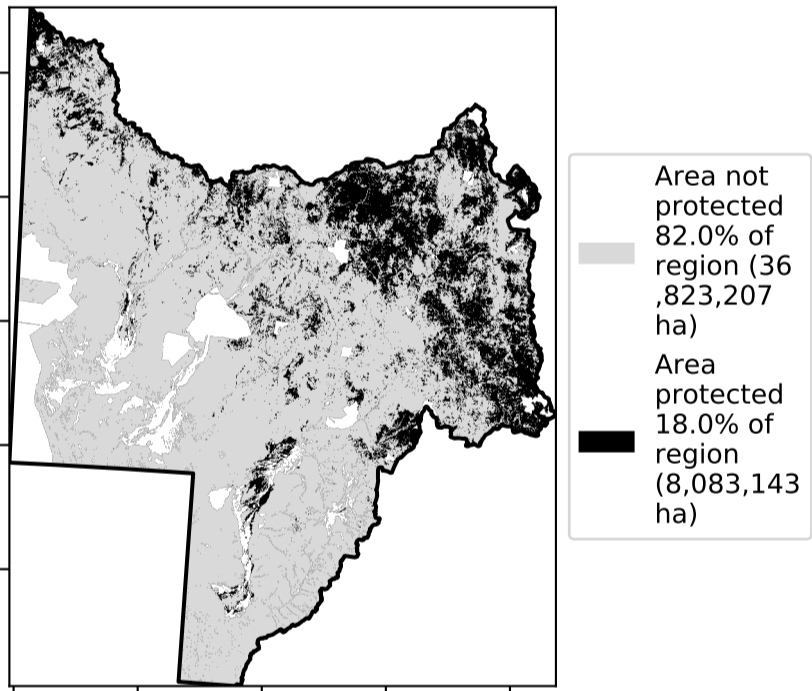 Area not
protected
82.0% of
region (36
,823,207
ha)
Area
protected
18.0% of
region
(8,083,143
ha)